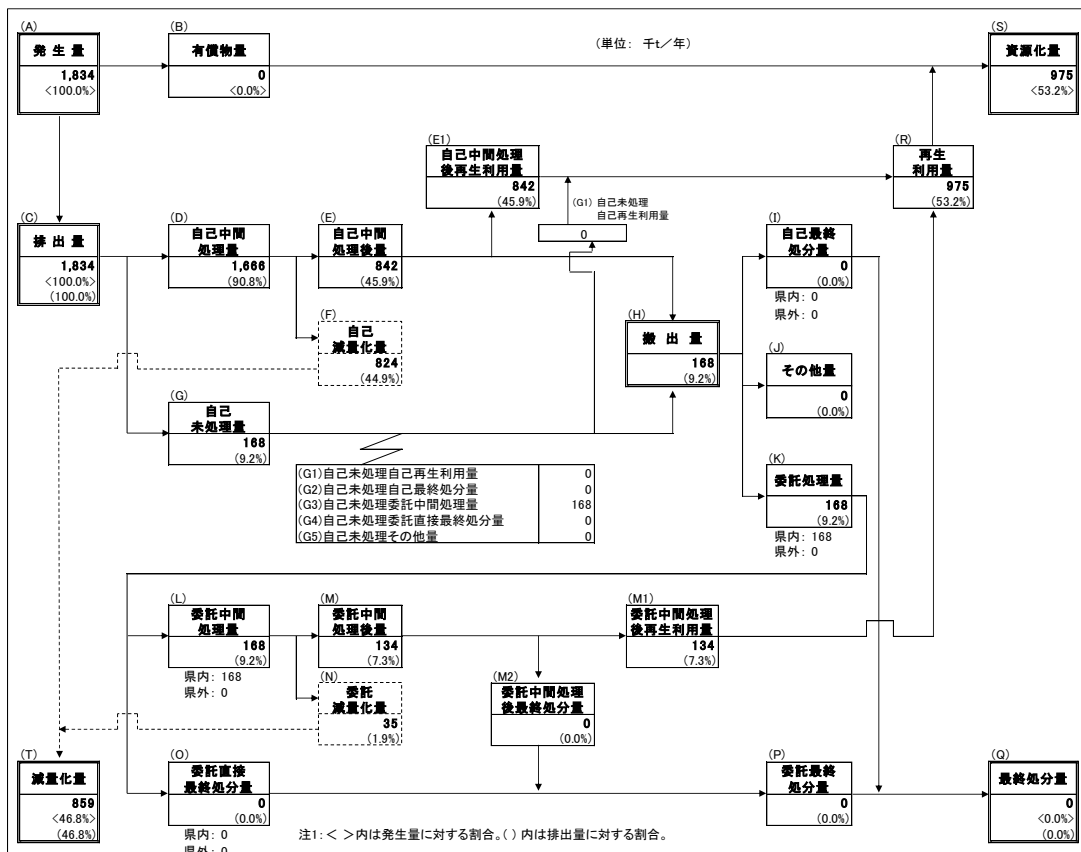 (A)
発 生 量
1,834
<100.0%>
(B)
有償物量
0
<0.0%>
(単位: 千t/年)
(S)
資源化量
975
<53.2%>
(E1)
自己中間処理
後再生利用量
842
(45.9%)
(G1) 自己未処理
自己再生利用量
0
(R)
再生
利用量
975
(53.2%)
(C)
排 出 量
1,834
<100.0%>
(100.0%)
(D)
自己中間
処理量
1,666
(90.8%)
(E)
自己中間
処理後量
842
(45.9%)
(F)
自己
減量化量
824
(44.9%)
(G)
自己
未処理量
168
(9.2%)
(H)
搬 出 量
168
(9.2%)
(I)
自己最終
処分量
0
(0.0%)
県内: 0
県外: 0
(J)
その他量
0
(0.0%)
(K)
委託処理量
168
(9.2%)
県内: 168
県外: 0
(G1)自己未処理自己再生利用量 0
(G2)自己未処理自己最終処分量 0
(G3)自己未処理委託中間処理量 168
(G4)自己未処理委託直接最終処分量 0
(G5)自己未処理その他量 0
(L)
委託中間
処理量
168
(9.2%)
県内: 168
県外: 0
(M)
委託中間
処理後量
134
(7.3%)
(N)
委託
減量化量
35
(1.9%)
(M1)
委託中間処理
後再生利用量
134
(7.3%)
(M2)
委託中間処理
後最終処分量
0
(0.0%)
(T)
減量化量
859
<46.8%>
(46.8%)
(O)
委託直接
最終処分量
0
(0.0%)
県内: 0
県外: 0
(P)
委託最終
処分量
0
(0.0%)
(Q)
最終処分量
0
<0.0%>
(0.0%)
注1:< >内は発生量に対する割合。( )内は排出量に対する割合。